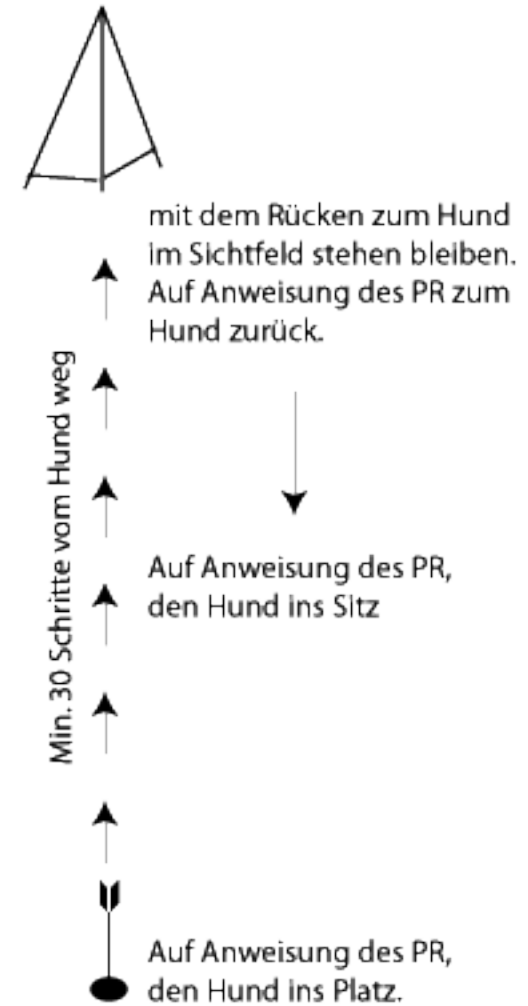 mit dem Rücken zum Hund
im Sichtfeld stehen bleiben.
Auf Anweisung des PR zum
Hund zurück.
Min. 30 Schritte vom Hund weg
Auf Anweisung des PR,
den Hund ins Sitz
Auf Anweisung des PR,
den Hund ins Platz.